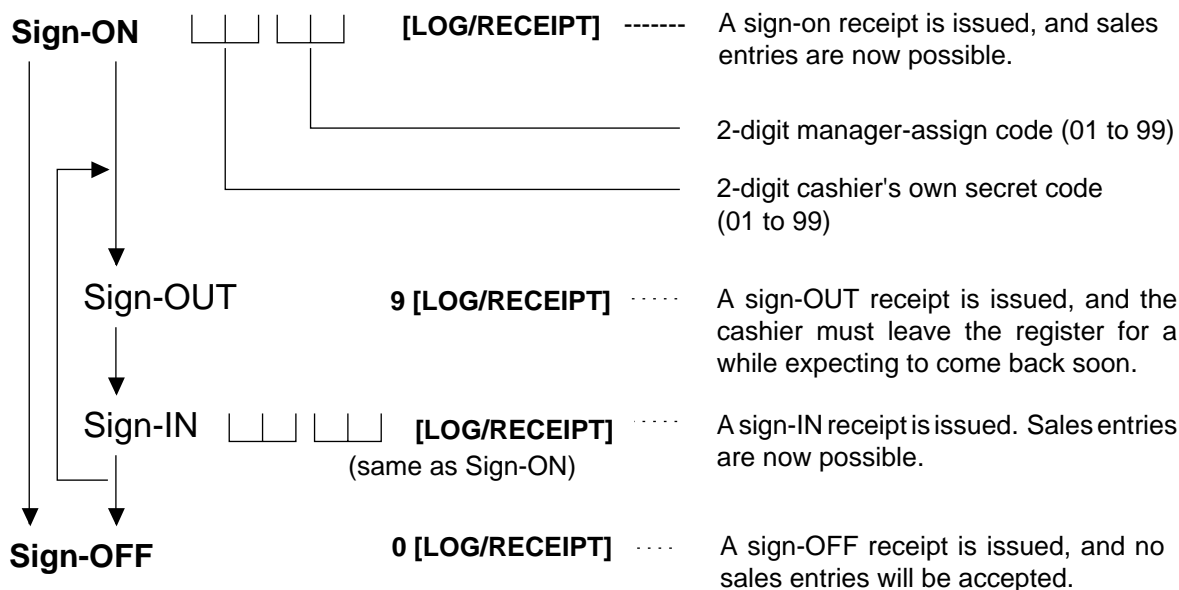 Sign-ON [LOG/RECEIPT] ------- A sign-on receipt is issued, and sales
entries are now possible.
2-digit manager-assign code (01 to 99)
2-digit cashier's own secret code
(01 to 99)
Sign-OUT 9 [LOG/RECEIPT] ..... A sign-OUT receipt is issued, and the
cashier must leave the register for a
while expecting to come back soon.
Sign-IN [LOG/RECEIPT] ..... A sign-IN receipt is issued. Sales entries
(same as Sign-ON) are now possible.
Sign-OFF 0 [LOG/RECEIPT] .... A sign-OFF receipt is issued, and no
sales entries will be accepted.